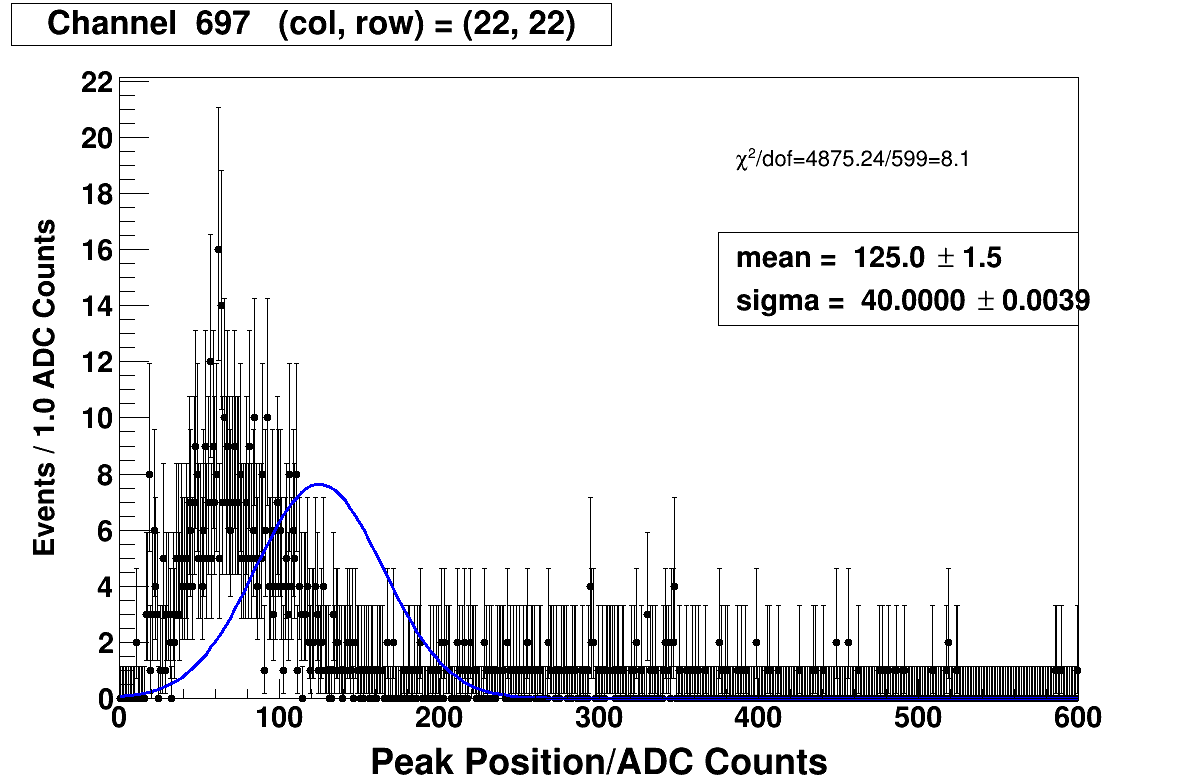 Channel 697 (col, row) = (22, 22)
22
20
18
16
14
12
10
8
6
4
2
0
Events / 1.0 ADC Counts
χ²/dof=4875.24/599=8.1
mean = 125.0 ± 1.5
sigma = 40.0000 ± 0.0039
0 100 200 300 400 500 600
Peak Position/ADC Counts